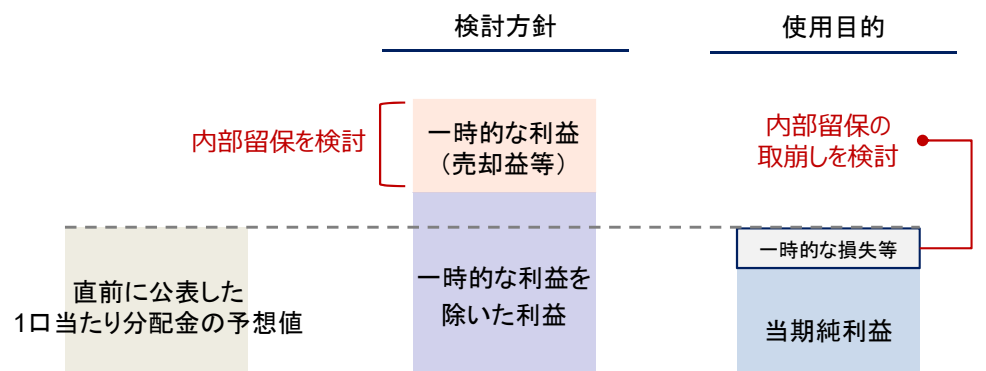 検討方針
使用目的
内部留保を検討
一時的な利益
（売却益等）
内部留保の
取崩しを検討
直前に公表した
1口当たり分配金の予想値
一時的な利益を
除いた利益
一時的な損失等
当期純利益